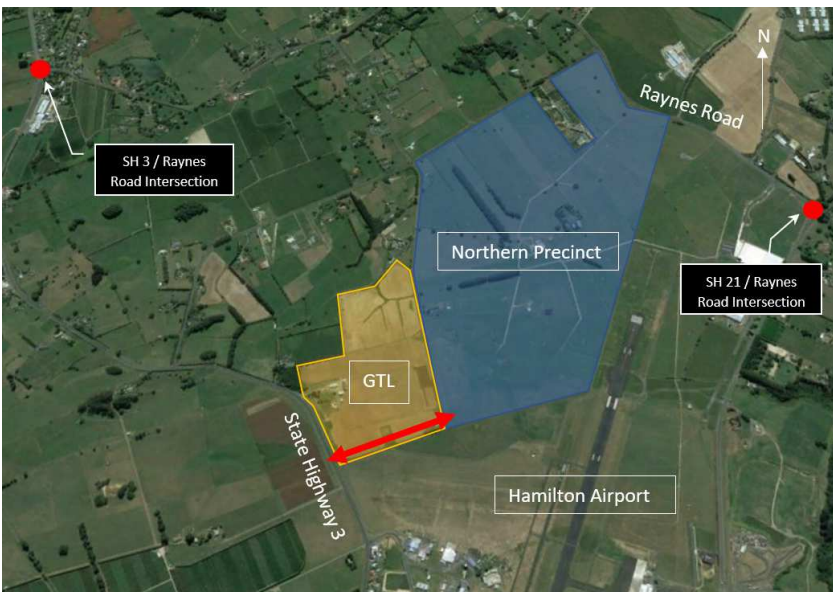 N
Raynes Road
SH 3 / Raynes
Road Intersection
Northern Precinct
SH 21 / Raynes
Road Intersection
GTL
State Highway 3
Hamilton Airport